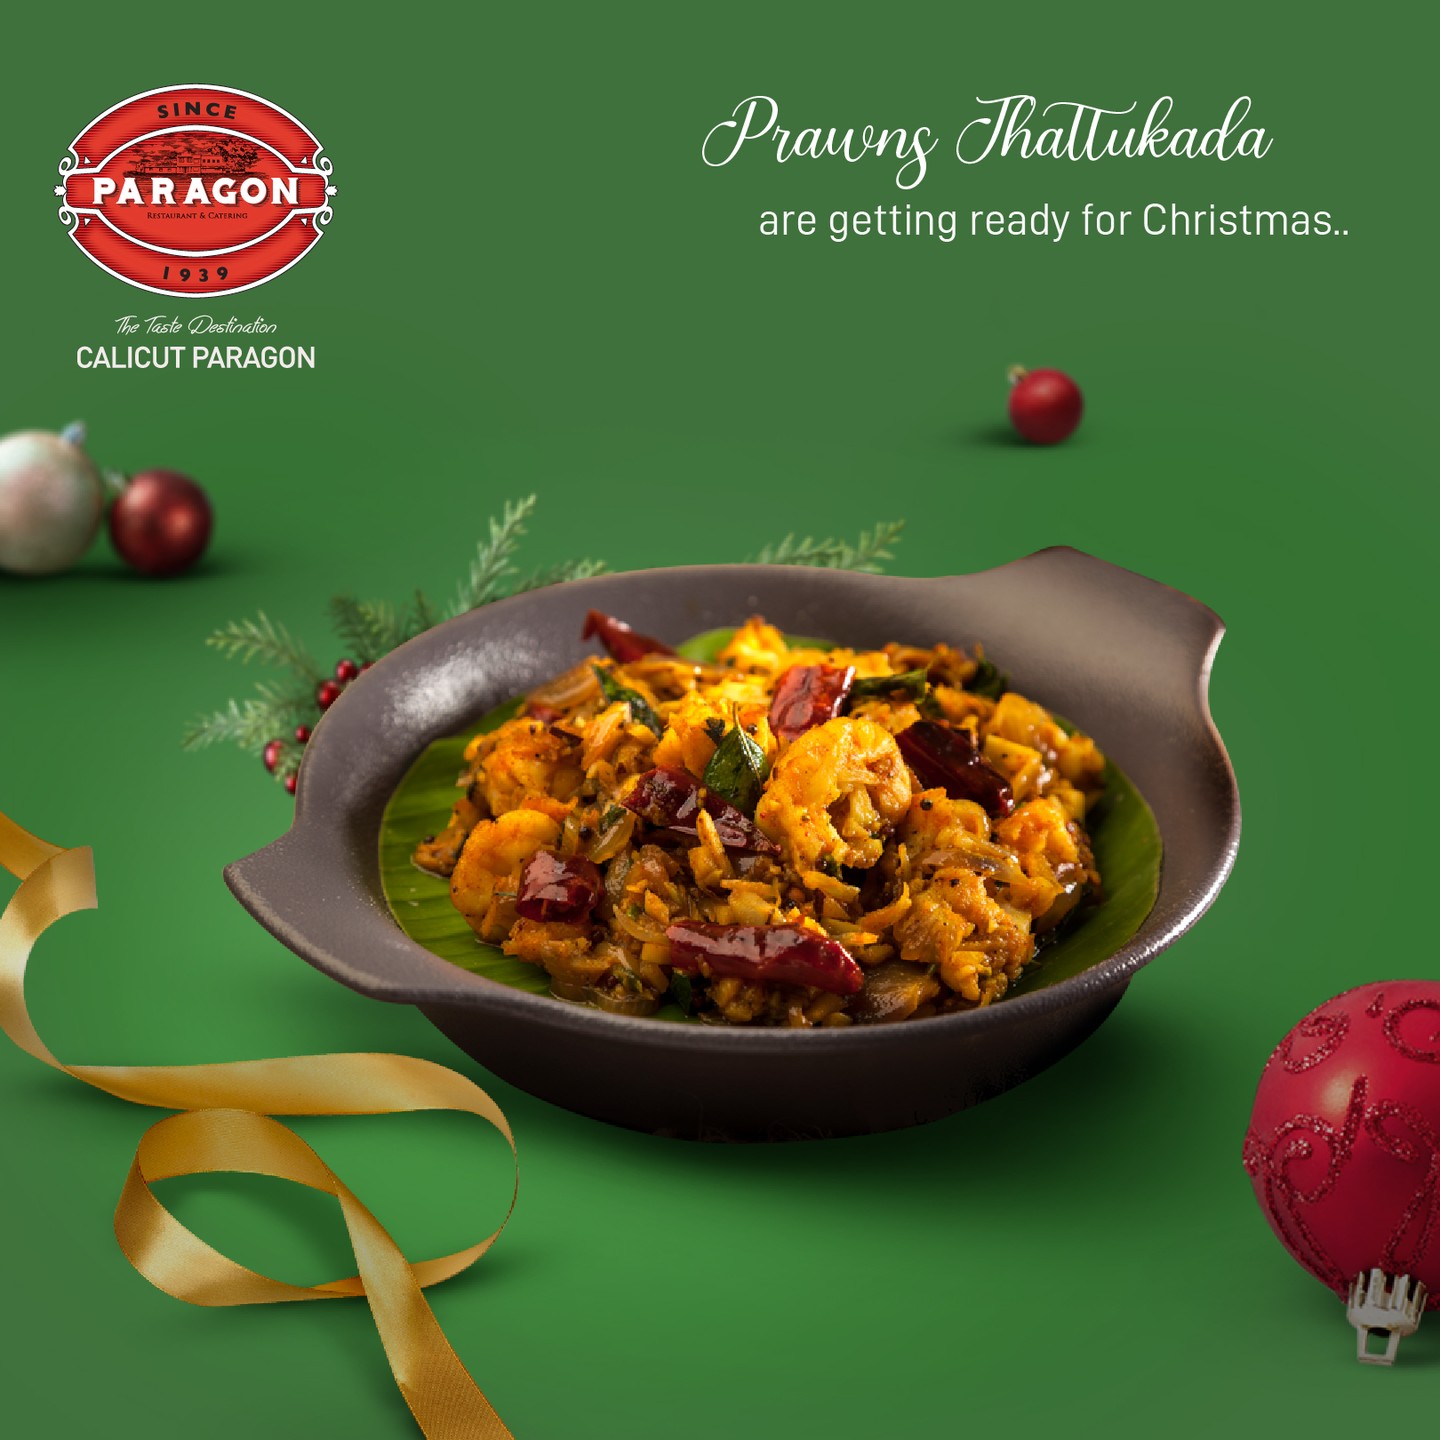 SINCE
PARAGON
RESTAURANT & CATERING
1939
The Taste Destination
CALICUT PARAGON
Prawns Thattukada
are getting ready for Christmas..